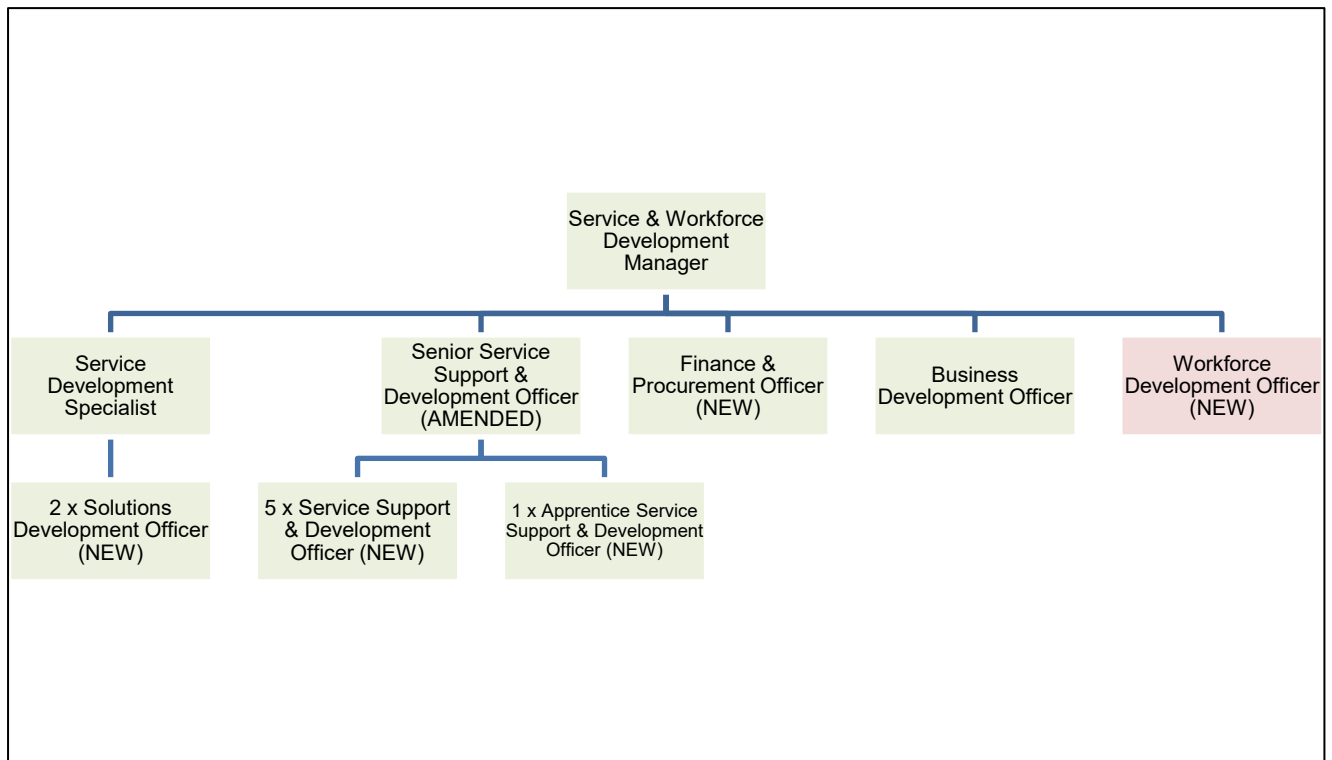 Service & Workforce
Development
Manager
Service
Development
Specialist
Senior Service
Support &
Development Officer
(AMENDED)
Finance &
Procurement Officer
(NEW)
Business
Development Officer
Workforce
Development Officer
(NEW)
2 x Solutions
Development Officer
(NEW)
5 x Service Support
& Development
Officer (NEW)
1 x Apprentice Service
Support & Development
Officer (NEW)